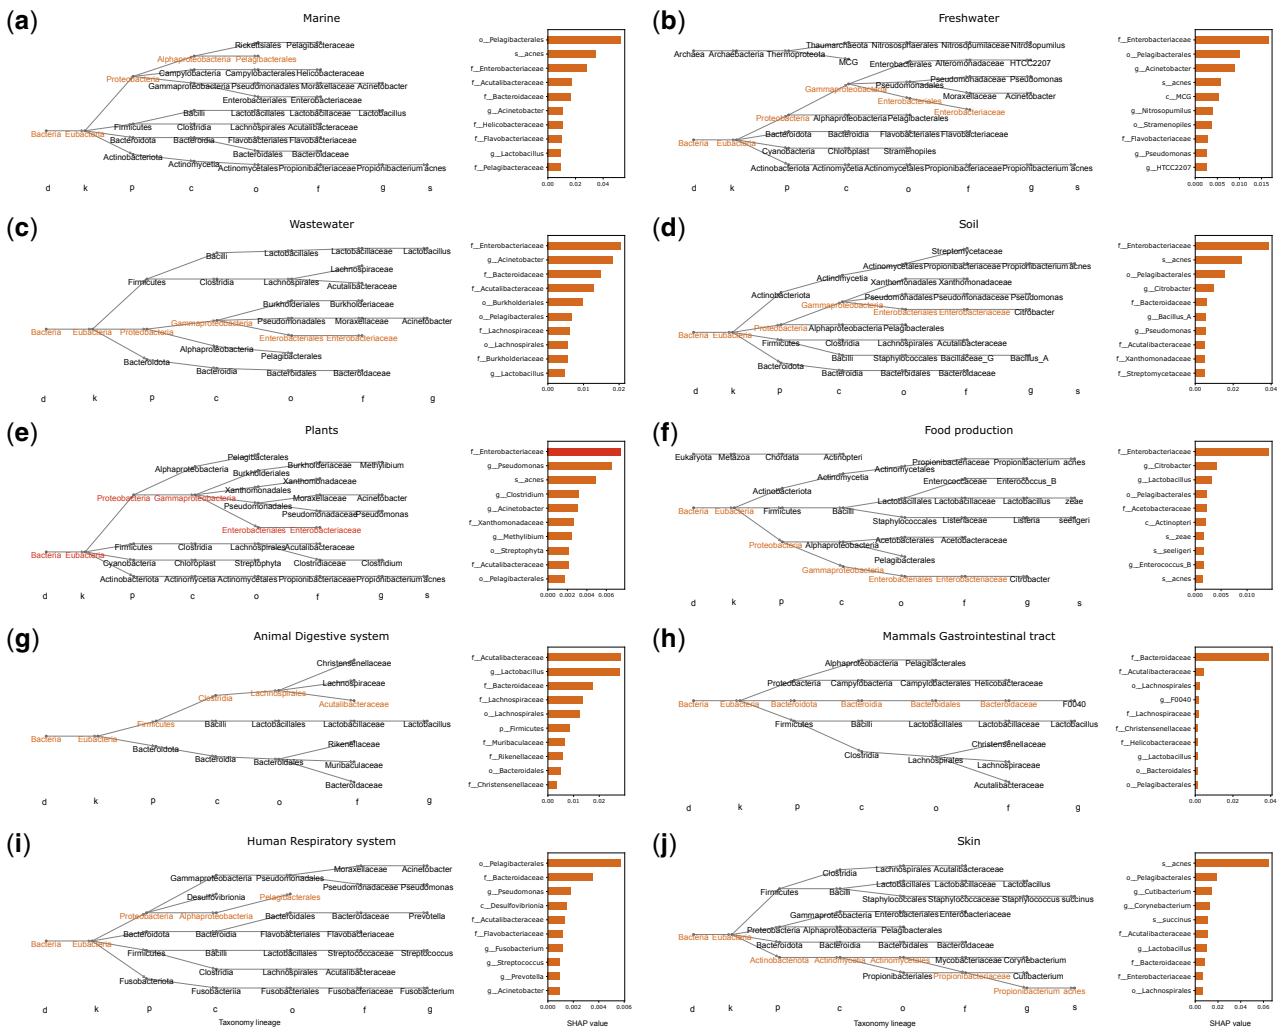 (a)
Marine
Rickettsiales Pelagibacteraceae
Alphaproteobacteria Pelagibacterales
Proteobacteria
Campylobacteria Campylobacterales Helicobacteraceae
Gammaproteobacteria Pseudomonadales Moraxellaceae Acinetobacter
Enterobacteriales Enterobacteriaceae
Bacilli Lactobacillales Lactobacillaceae Lactobacillus
Bacteria Eubacteria
Firmicutes Clostridia Lachnospirales Acutalibacteraceae
Bacteroidota Bacteroidia Flavobacteriales Flavobacteriaceae
Actinobacteriota
Bacteroidales Bacteroidaceae
Actinomycetia
Actinomycetales Propionibacteriaceae Propionibacterium acnes
d k p c o f g s
o__Pelagibacterales
s__acnes
f__Enterobacteriaceae
f__Acutalibacteraceae
f__Bacteroidaceae
g__Acinetobacter
f__Helicobacteraceae
f__Flavobacteriaceae
g__Lactobacillus
f__Pelagibacteraceae
0.00 0.02 0.04
(b)
Freshwater
Thaumarchaeota Nitrososphaerales Nitrosopumilaceae Nitrosopumilus
Archaea Archaebacteria Thermoproteota
MCG
Enterobacterales Alteromonadaceae HTCC2207
Pseudomonadaceae Pseudomonas
Pseudomonadales
Gammaproteobacteria
Moraxellaceae Acinetobacter
Enterobacteriales
Enterobacteriaceae
Proteobacteria Alphaproteobacteria Pelagibacterales
Bacteroidota Bacteroidia Flavobacteriales Flavobacteriaceae
Bacteria Eubacteria
Cyanobacteria Chloroplast Stramenopiles
Actinobacteriota Actinomycetia Actinomycetales Propionibacteriaceae Propionibacterium acnes
d k p c o f g s
f__Enterobacteriaceae
o__Pelagibacterales
g__Acinetobacter
s__acnes
c__MCG
g__Nitrosopumilus
o__Stramenopiles
f__Flavobacteriaceae
g__Pseudomonas
g__HTCC2207
0.000 0.005 0.010 0.015
(c)
Wastewater
Bacilli Lactobacillales Lactobacillaceae Lactobacillus
Lachnospiraceae
Firmicutes Clostridia Lachnospirales
Acutalibacteraceae
Burkholderiales Burkholderiaceae
Gammaproteobacteria
Pseudomonadales Moraxellaceae Acinetobacter
Bacteria Eubacteria Proteobacteria
Enterobacteriales Enterobacteriaceae
Alphaproteobacteria
Pelagibacterales
Bacteroidota
Bacteroidia Bacteroidales Bacteroidaceae
d k p c o f g
f__Enterobacteriaceae
g__Acinetobacter
f__Bacteroidaceae
f__Acutalibacteraceae
o__Burkholderiales
o__Pelagibacterales
f__Lachnospiraceae
o__Lachnospirales
f__Burkholderiaceae
g__Lactobacillus
0.00 0.01 0.02
(d)
Soil
Streptomycetaceae
Actinomycetales Propionibacteriaceae Propionibacterium acnes
Actinomycetia
Xanthomonadales Xanthomonadaceae
Actinobacteriota
Pseudomonadales Pseudomonadaceae Pseudomonas
Gammaproteobacteria
Enterobacteriales Enterobacteriaceae Citrobacter
Bacteria Eubacteria
Proteobacteria Alphaproteobacteria Pelagibacterales
Firmicutes Clostridia Lachnospirales Acutalibacteraceae
Bacilli Staphylococcales Bacillaceae_G Bacillus_A
Bacteroidota
Bacteroidia Bacteroidales Bacteroidaceae
d k p c o f g s
f__Enterobacteriaceae
s__acnes
o__Pelagibacterales
g__Citrobacter
f__Bacteroidaceae
g__Bacillus_A
g__Pseudomonas
f__Acutalibacteraceae
f__Xanthomonadaceae
f__Streptomycetaceae
0.00 0.02 0.04
(e)
Plants
Pelagibacterales
Alphaproteobacteria
Burkholderiaceae Methylibium
Burkholderiales
Xanthomonadaceae
Xanthomonadales
Proteobacteria Gammaproteobacteria
Moraxellaceae Acinetobacter
Pseudomonadales
Pseudomonadaceae Pseudomonas
Enterobacteriales Enterobacteriaceae
Bacteria Eubacteria
Firmicutes Clostridia Lachnospirales Acutalibacteraceae
Cyanobacteria Chloroplast Streptophyta Clostridiaceae Clostridium
Actinobacteriota Actinomycetia Actinomycetales Propionibacteriaceae Propionibacterium acnes
d k p c o f g s
f__Enterobacteriaceae
g__Pseudomonas
s__acnes
g__Clostridium
g__Acinetobacter
f__Xanthomonadaceae
g__Methylibium
o__Streptophyta
f__Acutalibacteraceae
o__Pelagibacterales
0.000 0.002 0.004 0.006
(f)
Food production
Eukaryota Metazoa Chordata Actinopteri
Propionibacteriaceae Propionibacterium acnes
Actinomycetales
Actinomycetia
Enterococcaceae Enterococcus_B
Actinobacteriota
Lactobacillales Lactobacillaceae Lactobacillus zeae
Bacteria Eubacteria Firmicutes Bacilli
Staphylococcales Listeriaceae Listeria seeligeri
Proteobacteria Alphaproteobacteria
Acetobacterales Acetobacteraceae
Pelagibacterales
Gammaproteobacteria
Enterobacteriales Enterobacteriaceae Citrobacter
d k p c o f g s
f__Enterobacteriaceae
g__Citrobacter
g__Lactobacillus
o__Pelagibacterales
f__Acetobacteraceae
c__Actinopteri
s__zeae
s__seeligeri
g__Enterococcus_B
s__acnes
0.000 0.005 0.010
(g)
Animal Digestive system
Christensenellaceae
Lachnospiraceae
Clostridia Lachnospirales
Acutalibacteraceae
Firmicutes Bacilli Lactobacillales Lactobacillaceae Lactobacillus
Bacteria Eubacteria
Rikenellaceae
Bacteroidota
Bacteroidia Bacteroidales
Muribaculaceae
Bacteroidaceae
d k p c o f g
f__Acutalibacteraceae
g__Lactobacillus
f__Bacteroidaceae
f__Lachnospiraceae
o__Lachnospirales
p__Firmicutes
f__Muribaculaceae
f__Rikenellaceae
o__Bacteroidales
f__Christensenellaceae
0.00 0.01 0.02
(h)
Mammals Gastrointestinal tract
Alphaproteobacteria Pelagibacterales
Proteobacteria Campylobacteria Campylobacterales Helicobacteraceae
Bacteria Eubacteria Bacteroidota Bacteroidia Bacteroidales Bacteroidaceae F0040
Firmicutes Bacilli Lactobacillales Lactobacillaceae Lactobacillus
Christensenellaceae
Clostridia
Lachnospirales
Lachnospiraceae
Acutalibacteraceae
d k p c o f g
f__Bacteroidaceae
g__Acutalibacteraceae
o__Lachnospirales
g__F0040
f__Lachnospiraceae
f__Christensenellaceae
f__Helicobacteraceae
g__Lactobacillus
o__Bacteroidales
o__Pelagibacterales
0.00 0.02 0.04
(i)
Human Respiratory system
Moraxellaceae Acinetobacter
Gammaproteobacteria Pseudomonadales
Pseudomonadaceae Pseudomonas
Desulfovibrionia
Pelagibacterales
Proteobacteria Alphaproteobacteria
Bacteroidales Bacteroidaceae Prevotella
Bacteroidota Bacteroidia Flavobacteriales Flavobacteriaceae
Bacteria Eubacteria
Firmicutes Bacilli Lactobacillales Streptococcaceae Streptococcus
Clostridia Lachnospirales Acutalibacteraceae
Fusobacteriota
Fusobacteriia Fusobacteriales Fusobacteriaceae Fusobacterium
d k p c o f g
Taxonomy lineage
o__Pelagibacterales
f__Bacteroidaceae
g__Pseudomonas
c__Desulfovibrionia
f__Acutalibacteraceae
f__Flavobacteriaceae
g__Fusobacterium
g__Streptococcus
g__Prevotella
g__Acinetobacter
0.000 0.002 0.004 0.006
SHAP value
(j)
Skin
Clostridia Lachnospirales Acutalibacteraceae
Lactobacillales Lactobacillaceae Lactobacillus
Firmicutes Bacilli
Staphylococcales Staphylococcaceae Staphylococcus succinus
Gammaproteobacteria Enterobacteriales Enterobacteriaceae
Proteobacteria Alphaproteobacteria Pelagibacterales
Bacteria Eubacteria
Bacteroidota Bacteroidia Bacteroidales Bacteroidaceae
Actinobacteriota Actinomycetia Actinomycetales Mycobacteriaceae Corynebacterium
Propionibacteriales Propionibacteriaceae Cutibacterium
Propionibacterium acnes
d k p c o f g s
Taxonomy lineage
s__acnes
o__Pelagibacterales
g__Cutibacterium
g__Corynebacterium
s__succinus
f__Acutalibacteraceae
g__Lactobacillus
f__Bacteroidaceae
f__Enterobacteriaceae
o__Lachnospirales
0.00 0.02 0.04 0.06
SHAP value